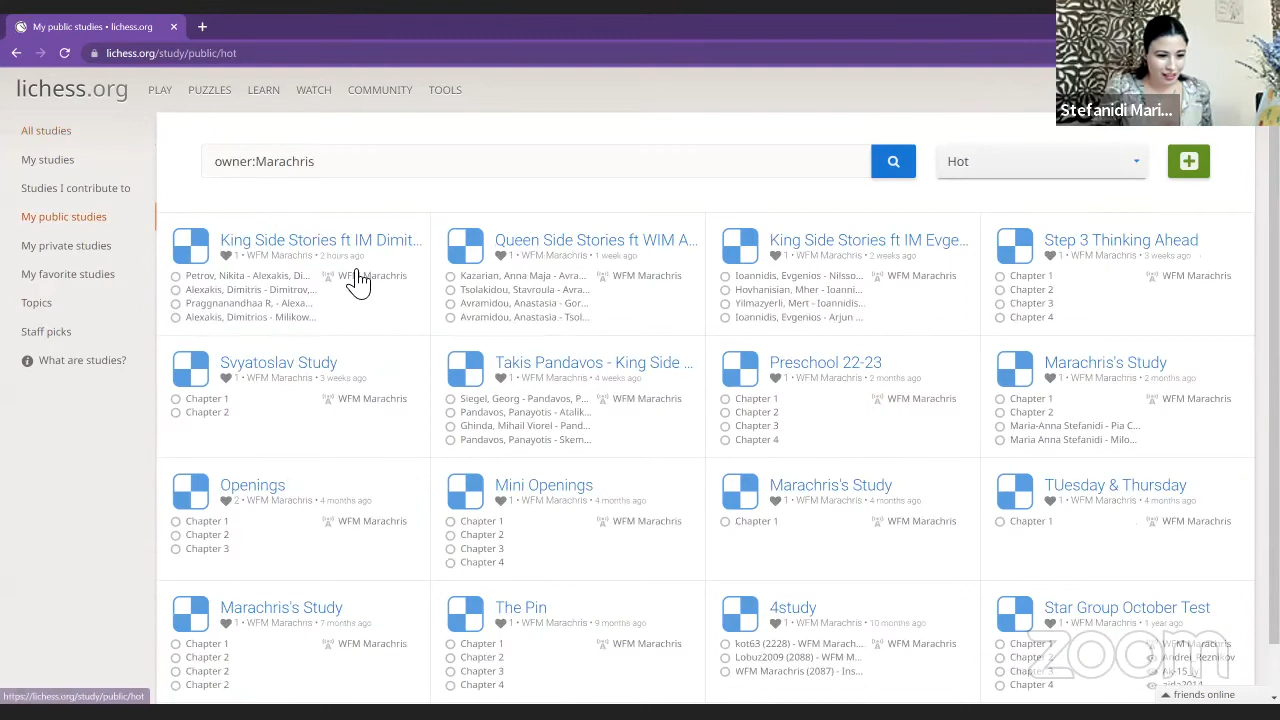 My public studies • lichess.org
lichess.org/study/public/hot
Stefanidi Mari...
lichess.org
PLAY PUZZLES LEARN WATCH COMMUNITY TOOLS
All studies
My studies
Studies I contribute to
My public studies
My private studies
My favorite studies
Topics
Staff picks
What are studies?
owner:Marachris
Hot
King Side Stories ft IM Dimit...
1 • WFM Marachris • 2 hours ago
Petrov, Nikita - Alexakis, Di...
WFM Marachris
Alexakis, Dimitris - Dimitrov,...
Praggnanandhaa R, - Alexa...
Alexakis, Dimitrios - Milikow...
Queen Side Stories ft WIM A...
1 • WFM Marachris • 1 week ago
Kazarian, Anna Maja - Avra...
WFM Marachris
Tsolakidou, Stavroula - Avra...
Avramidou, Anastasia - Gor...
Avramidou, Anastasia - Tsol...
King Side Stories ft IM Evge...
1 • WFM Marachris • 2 weeks ago
Ioannidis, Evgenios - Nilsso...
WFM Marachris
Hovhanisian, Mher - Ioanni...
Yilmazyerli, Mert - Ioannidis...
Ioannidis, Evgenios - Arjun ...
Step 3 Thinking Ahead
1 • WFM Marachris • 3 weeks ago
Chapter 1
WFM Marachris
Chapter 2
Chapter 3
Chapter 4
Svyatoslav Study
1 • WFM Marachris • 3 weeks ago
Chapter 1
WFM Marachris
Chapter 2
Takis Pandavos - King Side ...
1 • WFM Marachris • 4 weeks ago
Siegel, Georg - Pandavos, P...
WFM Marachris
Pandavos, Panayotis - Atalik...
Ghinda, Mihail Viorel - Pand...
Pandavos, Panayotis - Skem...
Preschool 22-23
1 • WFM Marachris • 2 months ago
Chapter 1
WFM Marachris
Chapter 2
Chapter 3
Chapter 4
Marachris's Study
1 • WFM Marachris • 2 months ago
Chapter 1
WFM Marachris
Chapter 2
Maria-Anna Stefanidi - Pia C...
Maria Anna Stefanidi - Milo...
Openings
2 • WFM Marachris • 4 months ago
Chapter 1
WFM Marachris
Chapter 2
Chapter 3
Mini Openings
1 • WFM Marachris • 4 months ago
Chapter 1
WFM Marachris
Chapter 2
Chapter 3
Chapter 4
Marachris's Study
1 • WFM Marachris • 4 months ago
Chapter 1
WFM Marachris
TUesday & Thursday
1 • WFM Marachris • 4 months ago
Chapter 1
WFM Marachris
Marachris's Study
1 • WFM Marachris • 7 months ago
Chapter 1
WFM Marachris
Chapter 2
Chapter 2
Chapter 2
The Pin
1 • WFM Marachris • 9 months ago
Chapter 1
WFM Marachris
Chapter 2
Chapter 3
Chapter 4
4study
1 • WFM Marachris • 10 months ago
kot63 (2228) - WFM Marach...
WFM Marachris
Lobuz2009 (2088) - WFM M...
WFM Marachris (2087) - Ins...
Star Group October Test
1 • WFM Marachris • 1 year ago
Chapter 1
WFM Marachris
Chapter 2
Andrei_Reznikov
Chapter 3
Chapter 4
zoom
https://lichess.org/study/public/hot
friends online